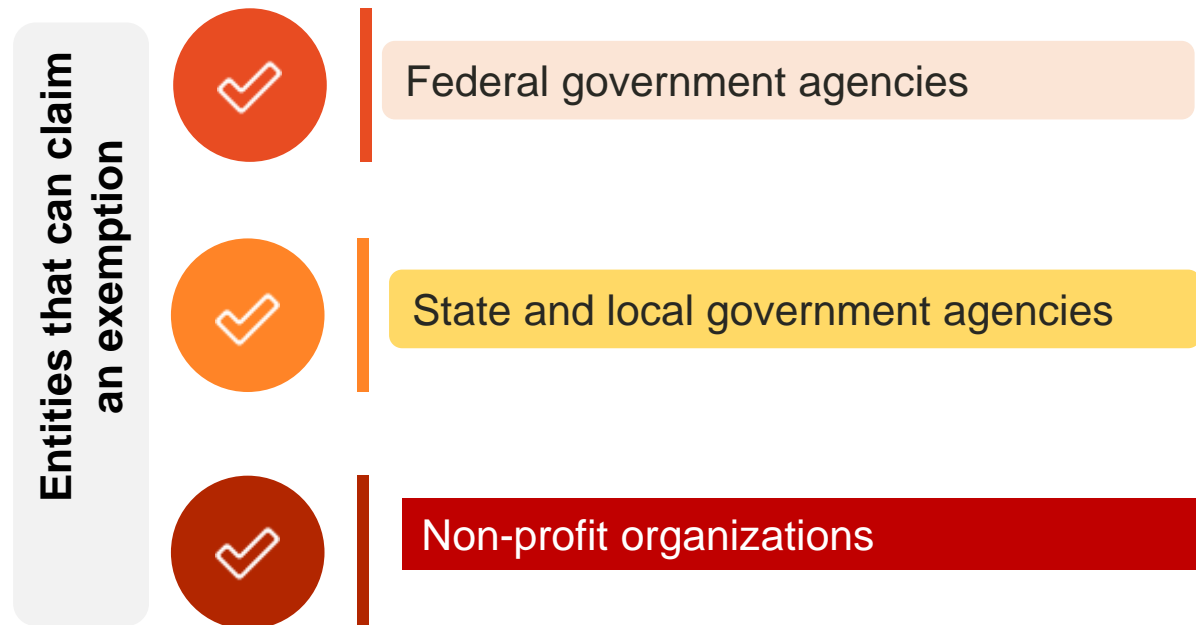 Entities that can claim
an exemption
Federal government agencies
State and local government agencies
Non-profit organizations